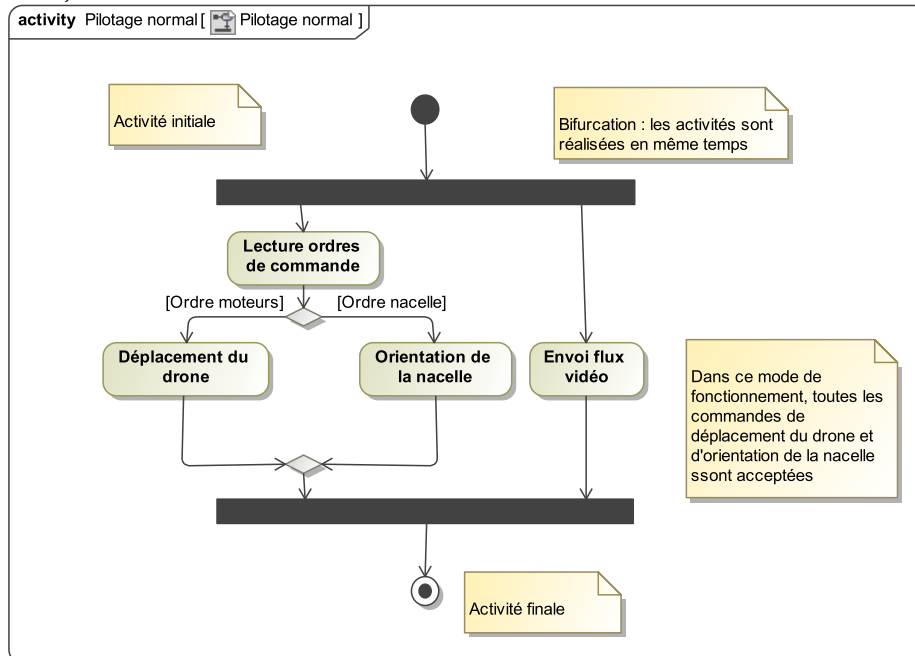 activity Pilotage normal [ Pilotage normal ]
Activité initiale
Bifurcation : les activités sont
réalisées en même temps
Lecture ordres
de commande
[Ordre moteurs]
[Ordre nacelle]
Déplacement du
drone
Orientation de
la nacelle
Envoi flux
vidéo
Dans ce mode de
fonctionnement, toutes les
commandes de
déplacement du drone et
d'orientation de la nacelle
ssont acceptées
Activité finale